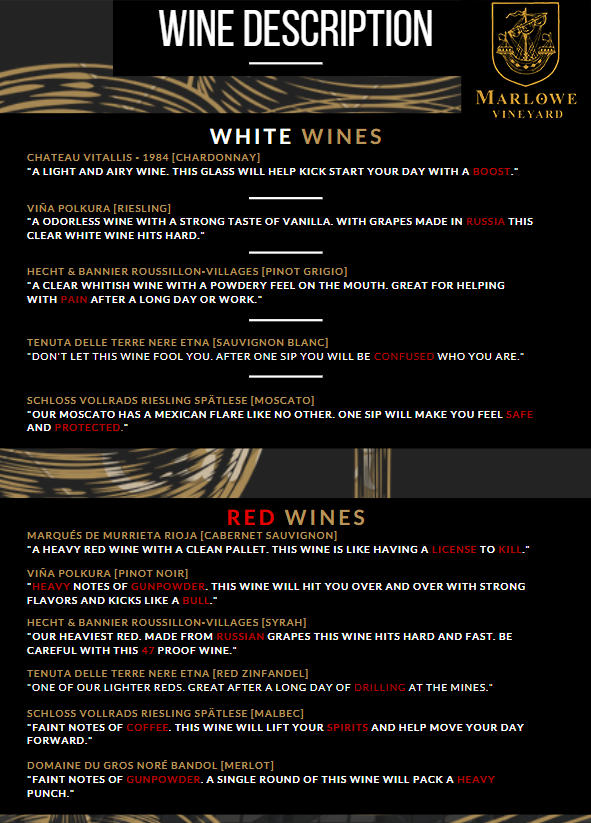 WINE DESCRIPTION
MARLOWE
VINEYARD
WHITE WINES
CHATEAU VITALLIS - 1984 [CHARDONNAY]
"A LIGHT AND AIRY WINE. THIS GLASS WILL HELP KICK START YOUR DAY WITH A BOOST."
VIÑA POLKURA [RIESLING]
"A ODORLESS WINE WITH A STRONG TASTE OF VANILLA. WITH GRAPES MADE IN RUSSIA THIS
CLEAR WHITE WINE HITS HARD."
HECHT & BANNIER ROUSSILLON-VILLAGES [PINOT GRIGIO]
"A CLEAR WHITISH WINE WITH A POWDERY FEEL ON THE MOUTH. GREAT FOR HELPING
WITH PAIN AFTER A LONG DAY OR WORK."
TENUTA DELLE TERRE NERE ETNA [SAUVIGNON BLANC]
"DON'T LET THIS WINE FOOL YOU. AFTER ONE SIP YOU WILL BE CONFUSED WHO YOU ARE."
SCHLOSS VOLLRADS RIESLING SPÄTLESE [MOSCATO]
"OUR MOSCATO HAS A MEXICAN FLARE LIKE NO OTHER. ONE SIP WILL MAKE YOU FEEL SAFE
AND PROTECTED."
RED WINES
MARQUÉS DE MURRIETA RIOJA [CABERNET SAUVIGNON]
"A HEAVY RED WINE WITH A CLEAN PALLET. THIS WINE IS LIKE HAVING A LICENSE TO KILL."
VIÑA POLKURA [PINOT NOIR]
"HEAVY NOTES OF GUNPOWDER. THIS WINE WILL HIT YOU OVER AND OVER WITH STRONG
FLAVORS AND KICKS LIKE A BULL."
HECHT & BANNIER ROUSSILLON-VILLAGES [SYRAH]
"OUR HEAVIEST RED. MADE FROM RUSSIAN GRAPES THIS WINE HITS HARD AND FAST. BE
CAREFUL WITH THIS 47 PROOF WINE."
TENUTA DELLE TERRE NERE ETNA [RED ZINFANDEL]
"ONE OF OUR LIGHTER REDS. GREAT AFTER A LONG DAY OF DRILLING AT THE MINES."
SCHLOSS VOLLRADS RIESLING SPÄTLESE [MALBEC]
"FAINT NOTES OF COFFEE. THIS WINE WILL LIFT YOUR SPIRITS AND HELP MOVE YOUR DAY
FORWARD."
DOMAINE DU GROS NORÉ BANDOL [MERLOT]
"FAINT NOTES OF GUNPOWDER. A SINGLE ROUND OF THIS WINE WILL PACK A HEAVY
PUNCH."